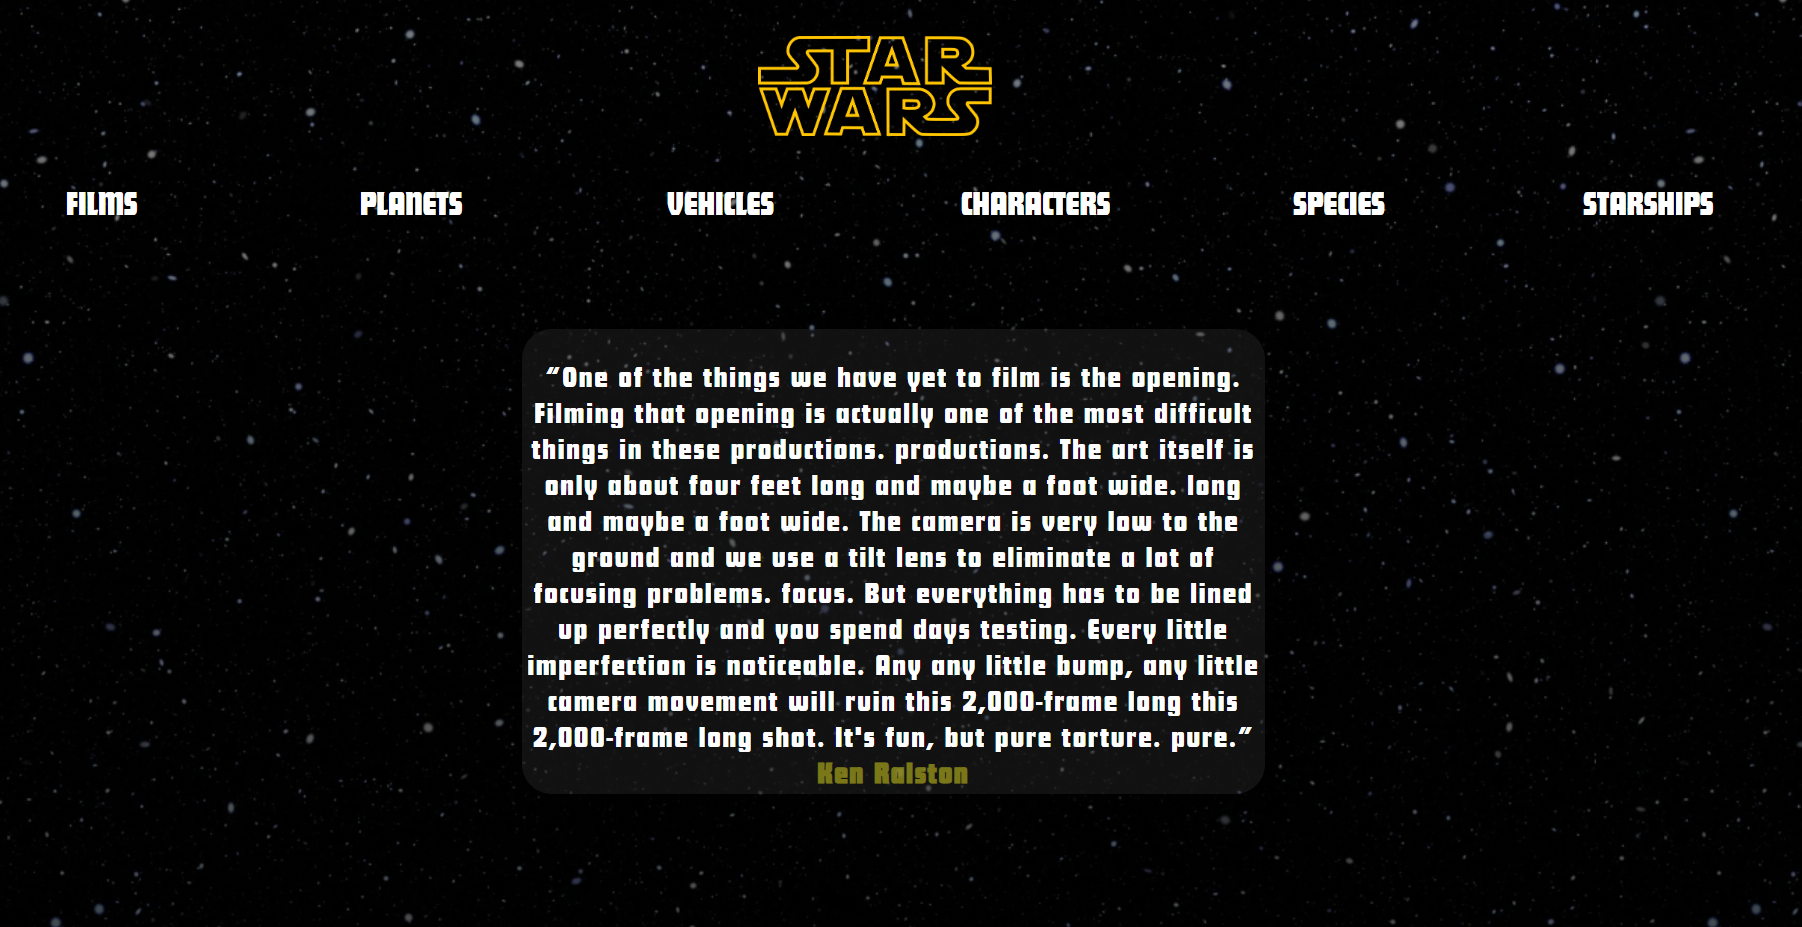 STAR
WARS
FILMS PLANETS VEHICLES CHARACTERS SPECIES STARSHIPS
“One of the things we have yet to film is the opening.
Filming that opening is actually one of the most difficult
things in these productions. productions. The art itself is
only about four feet long and maybe a foot wide. long
and maybe a foot wide. The camera is very low to the
ground and we use a tilt lens to eliminate a lot of
focusing problems. focus. But everything has to be lined
up perfectly and you spend days testing. Every little
imperfection is noticeable. Any any little bump, any little
camera movement will ruin this 2,000-frame long this
2,000-frame long shot. It's fun, but pure torture. pure.”
Ken Ralston